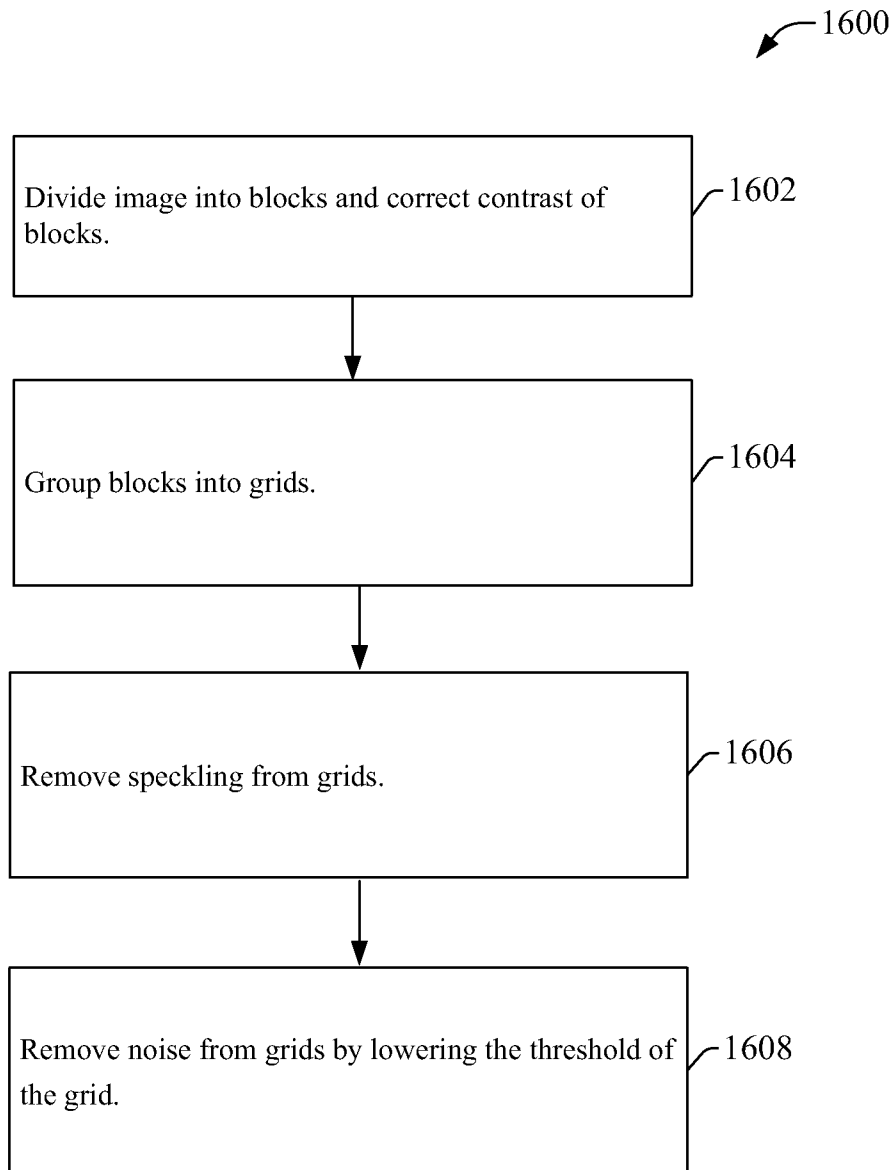 1600
Divide image into blocks and correct contrast of
blocks.
1602
Group blocks into grids.
1604
Remove speckling from grids.
1606
Remove noise from grids by lowering the threshold of
the grid.
1608